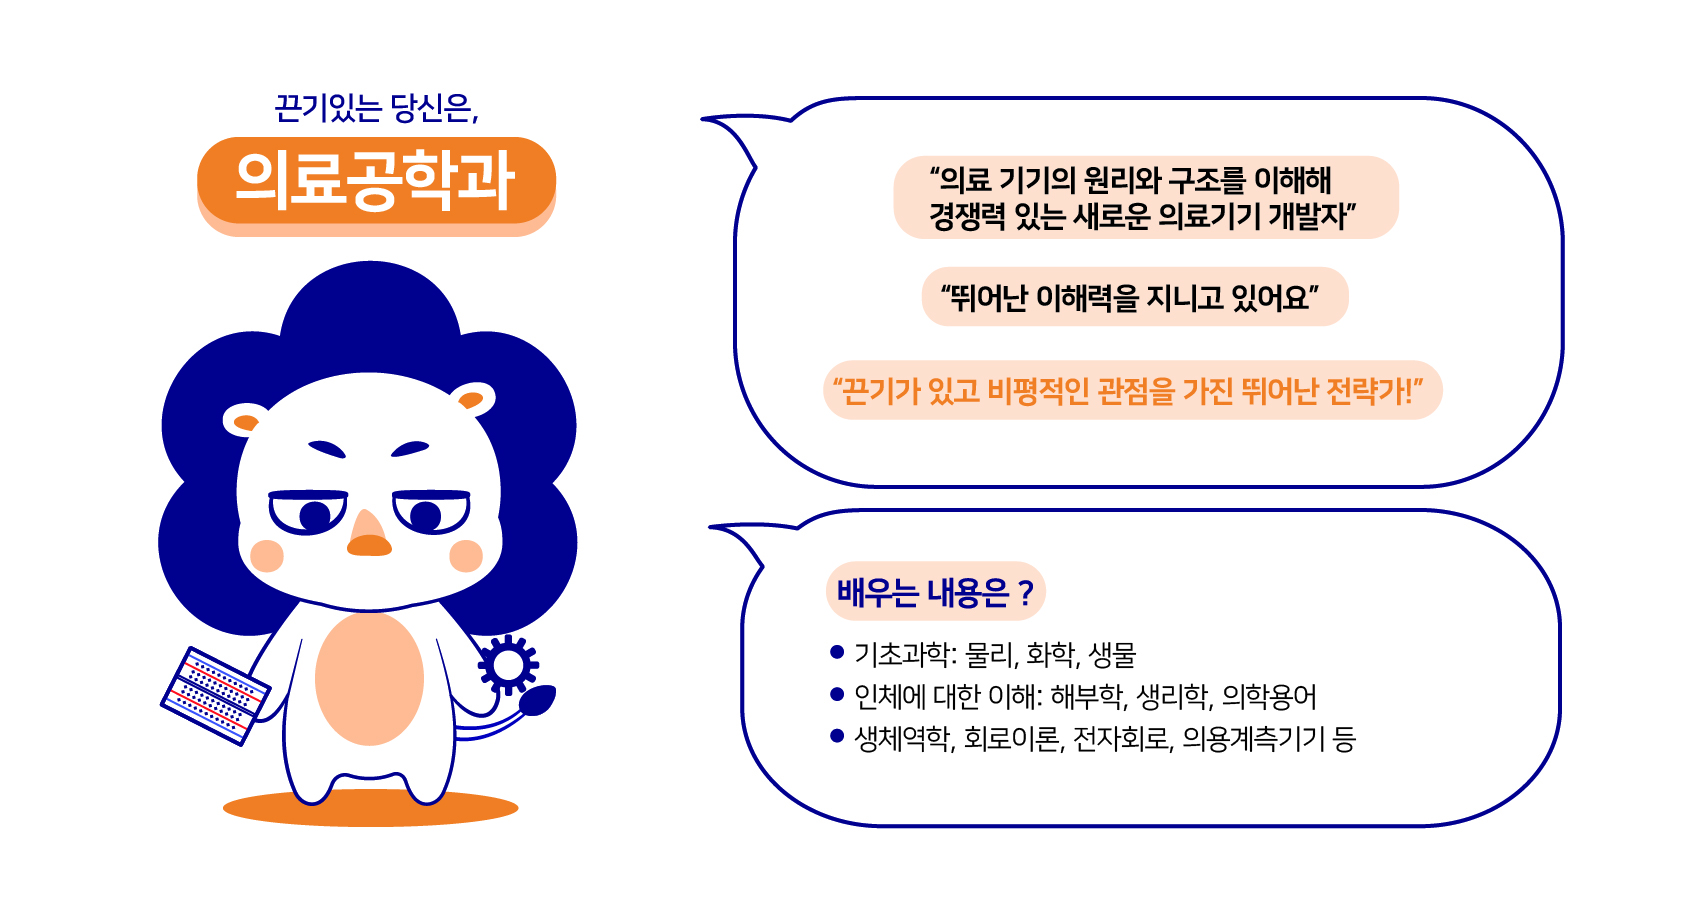 끈기있는 당신은,
의료공학과
“의료 기기의 원리와 구조를 이해해
경쟁력 있는 새로운 의료기기 개발자”
“뛰어난 이해력을 지니고 있어요”
“끈기가 있고 비평적인 관점을 가진 뛰어난 전략가!”
배우는 내용은 ?
● 기초과학: 물리, 화학, 생물
● 인체에 대한 이해: 해부학, 생리학, 의학용어
● 생체역학, 회로이론, 전자회로, 의용계측기기 등